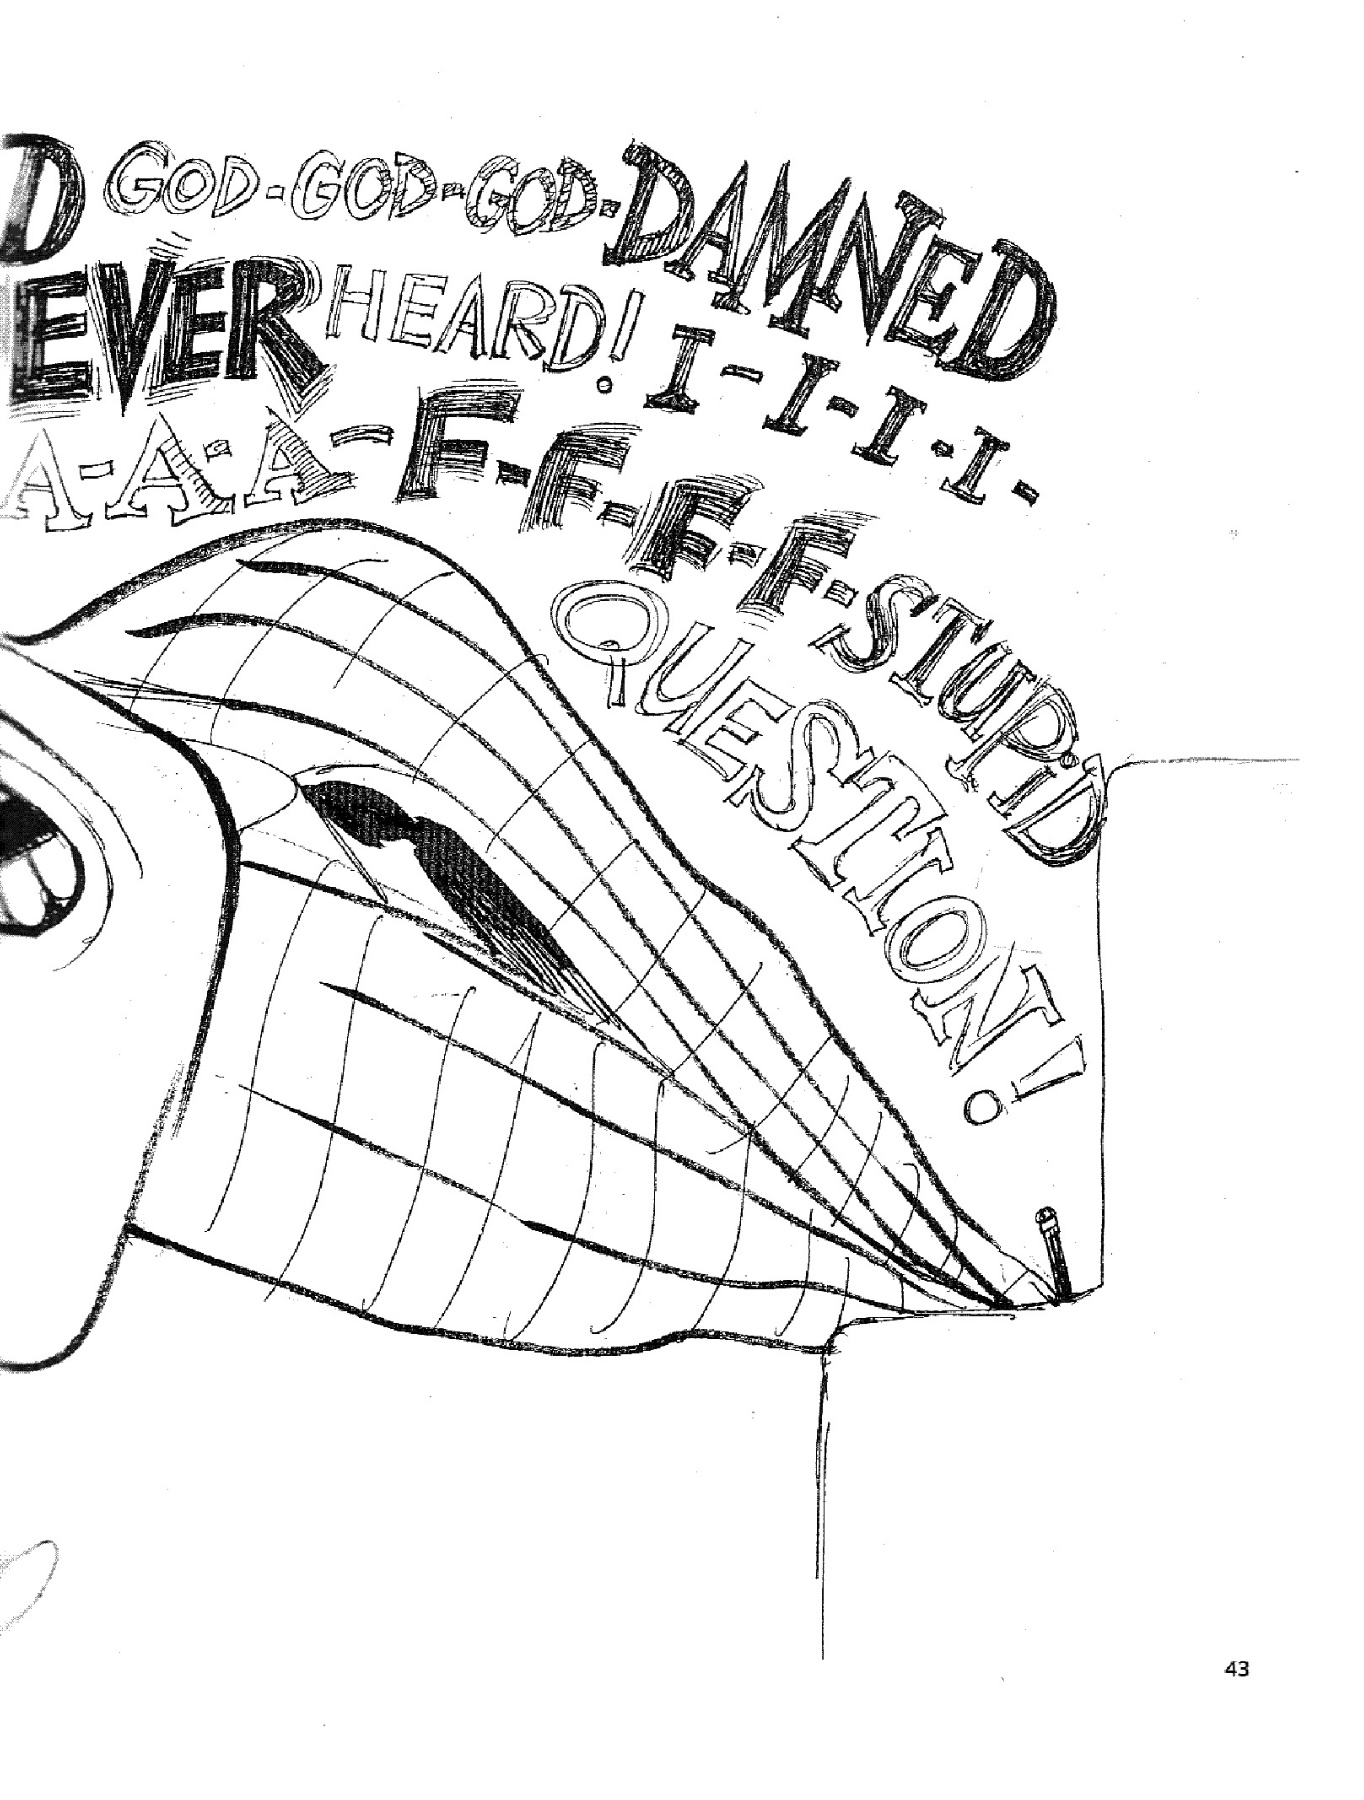 D GOD-GOD-GOD-DAMNED
EVER HEARD! I-I-I-I-
A-A-A-F-F-F-F-STUPID
QUESTION!
43